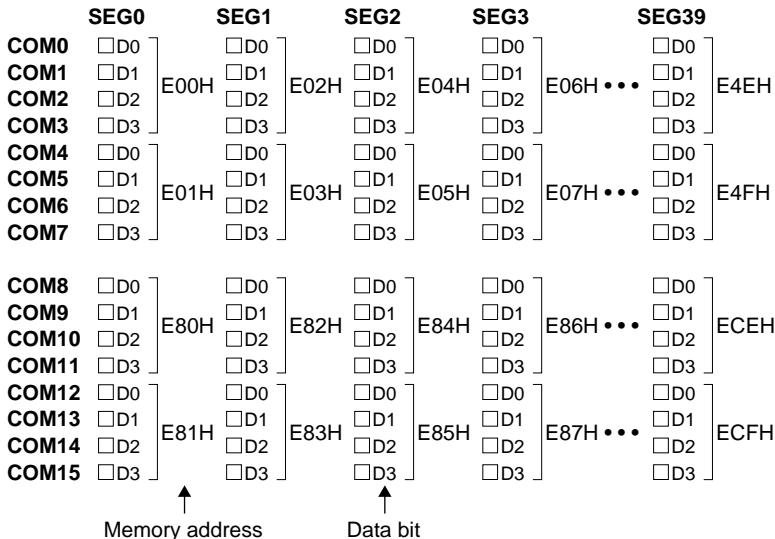 SEG0 SEG1 SEG2 SEG3 SEG39
COM0 D0 D0 D0 D0 D0
COM1 D1 D1 D1 D1 D1
E00H E02H E04H E06H ••• E4EH
COM2 D2 D2 D2 D2 D2
COM3 D3 D3 D3 D3 D3
COM4 D0 D0 D0 D0 D0
COM5 D1 D1 D1 D1 D1
E01H E03H E05H E07H ••• E4FH
COM6 D2 D2 D2 D2 D2
COM7 D3 D3 D3 D3 D3
COM8 D0 D0 D0 D0 D0
COM9 D1 D1 D1 D1 D1
E80H E82H E84H E86H ••• ECEH
COM10 D2 D2 D2 D2 D2
COM11 D3 D3 D3 D3 D3
COM12 D0 D0 D0 D0 D0
COM13 D1 D1 D1 D1 D1
E81H E83H E85H E87H ••• ECFH
COM14 D2 D2 D2 D2 D2
COM15 D3 D3 D3 D3 D3
Memory address Data bit